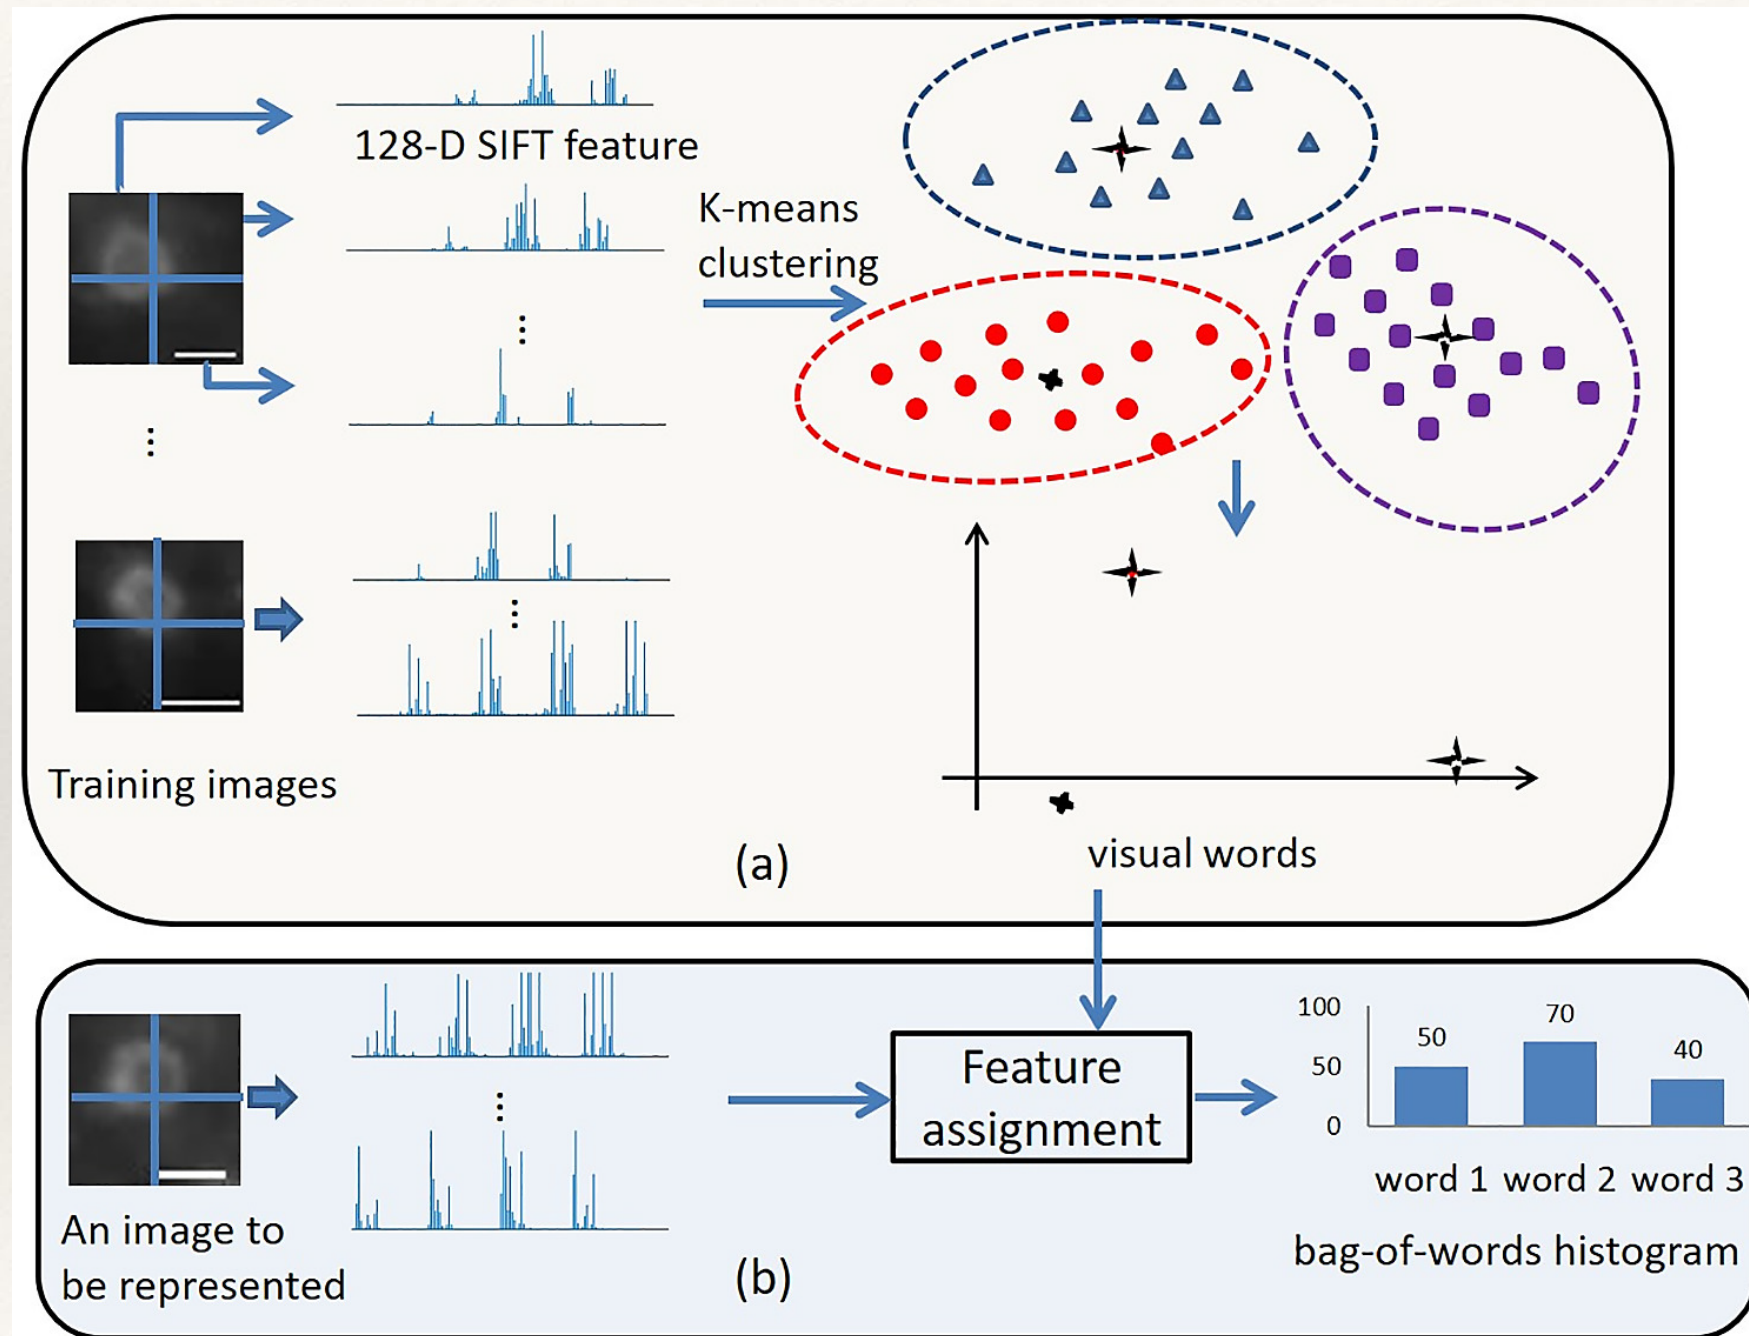 128-D SIFT feature
K-means
clustering
Training images
(a)
visual words
Feature
assignment
100
50
0
50
70
40
word 1 word 2 word 3
bag-of-words histogram
An image to
be represented
(b)